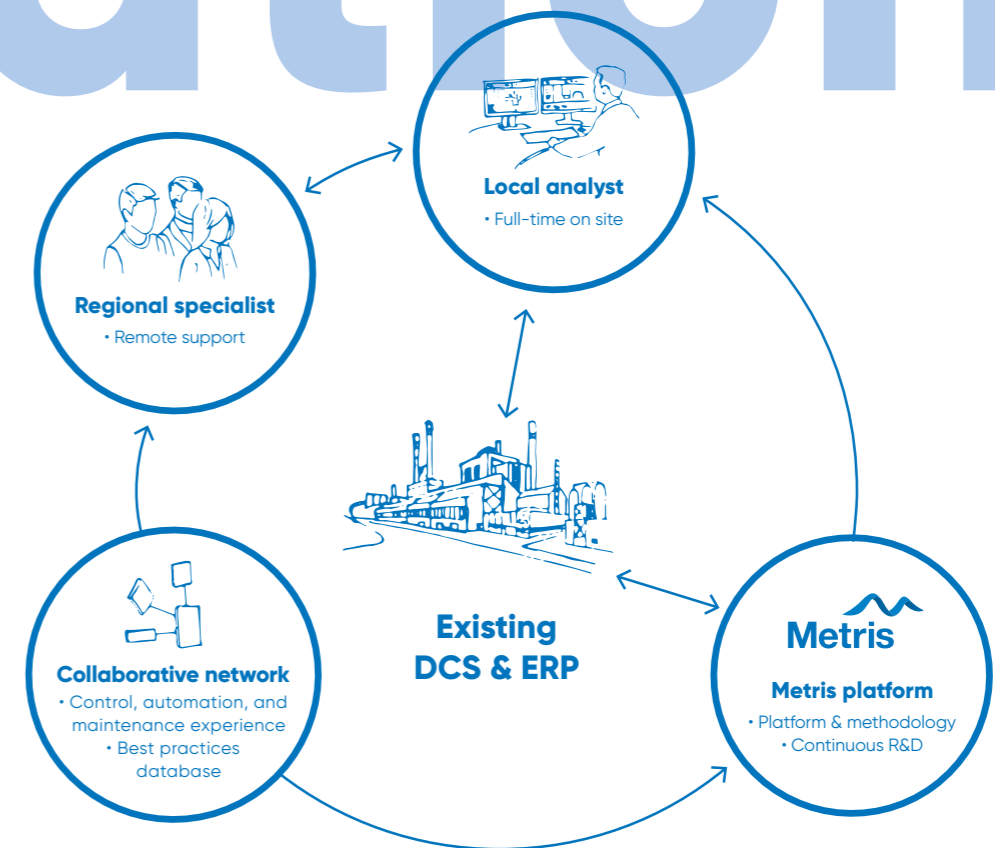 ation
Local analyst
• Full-time on site
Regional specialist
• Remote support
Existing
DCS & ERP
Collaborative network
• Control, automation, and
maintenance experience
• Best practices
database
Metris
Metris platform
• Platform & methodology
• Continuous R&D